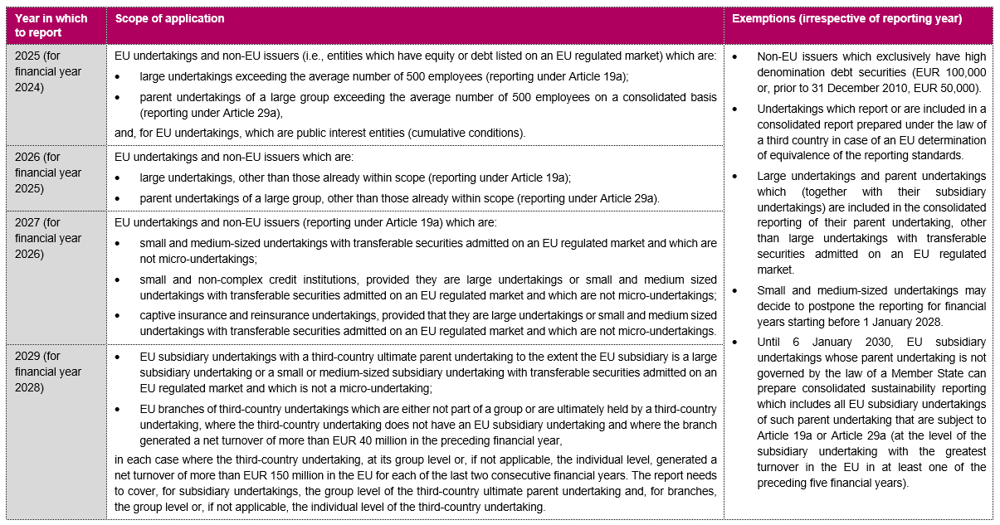 Year in which
to report
Scope of application
Exemptions (irrespective of reporting year)
2025 (for
financial year
2024)
EU undertakings and non-EU issuers (i.e., entities which have equity or debt listed on an EU regulated market) which are:
• large undertakings exceeding the average number of 500 employees (reporting under Article 19a);
• parent undertakings of a large group exceeding the average number of 500 employees on a consolidated basis
(reporting under Article 29a),
and, for EU undertakings, which are public interest entities (cumulative conditions).
2026 (for
financial year
2025)
EU undertakings and non-EU issuers which are:
• large undertakings, other than those already within scope (reporting under Article 19a);
• parent undertakings of a large group, other than those already within scope (reporting under Article 29a).
2027 (for
financial year
2026)
EU undertakings and non-EU issuers (reporting under Article 19a) which are:
• small and medium-sized undertakings with transferable securities admitted on an EU regulated market and which are
not micro-undertakings;
• small and non-complex credit institutions, provided they are large undertakings or small and medium sized
undertakings with transferable securities admitted on an EU regulated market and which are not micro-undertakings;
• captive insurance and reinsurance undertakings, provided that they are large undertakings or small and medium sized
undertakings with transferable securities admitted on an EU regulated market and which are not micro-undertakings.
2029 (for
financial year
2028)
• EU subsidiary undertakings with a third-country ultimate parent undertaking to the extent the EU subsidiary is a large
subsidiary undertaking or a small or medium-sized subsidiary undertaking with transferable securities admitted on an
EU regulated market and which is not a micro-undertaking;
• EU branches of third-country undertakings which are either not part of a group or are ultimately held by a third-country
undertaking, where the third-country undertaking does not have an EU subsidiary undertaking and where the branch
generated a net turnover of more than EUR 40 million in the preceding financial year,
in each case where the third-country undertaking, at its group level or, if not applicable, the individual level, generated a
net turnover of more than EUR 150 million in the EU for each of the last two consecutive financial years. The report needs
to cover, for subsidiary undertakings, the group level of the third-country ultimate parent undertaking and, for branches,
the group level or, if not applicable, the individual level of the third-country undertaking.
• Non-EU issuers which exclusively have high
denomination debt securities (EUR 100,000
or, prior to 31 December 2010, EUR 50,000).
• Undertakings which report or are included in a
consolidated report prepared under the law of
a third country in case of an EU determination
of equivalence of the reporting standards.
• Large undertakings and parent undertakings
which (together with their subsidiary
undertakings) are included in the consolidated
reporting of their parent undertaking, other
than large undertakings with transferable
securities admitted on an EU regulated
market.
• Small and medium-sized undertakings may
decide to postpone the reporting for financial
years starting before 1 January 2028.
• Until 6 January 2030, EU subsidiary
undertakings whose parent undertaking is not
governed by the law of a Member State can
prepare consolidated sustainability reporting
which includes all EU subsidiary undertakings
of such parent undertaking that are subject to
Article 19a or Article 29a (at the level of the
subsidiary undertaking with the greatest
turnover in the EU in at least one of the
preceding five financial years).